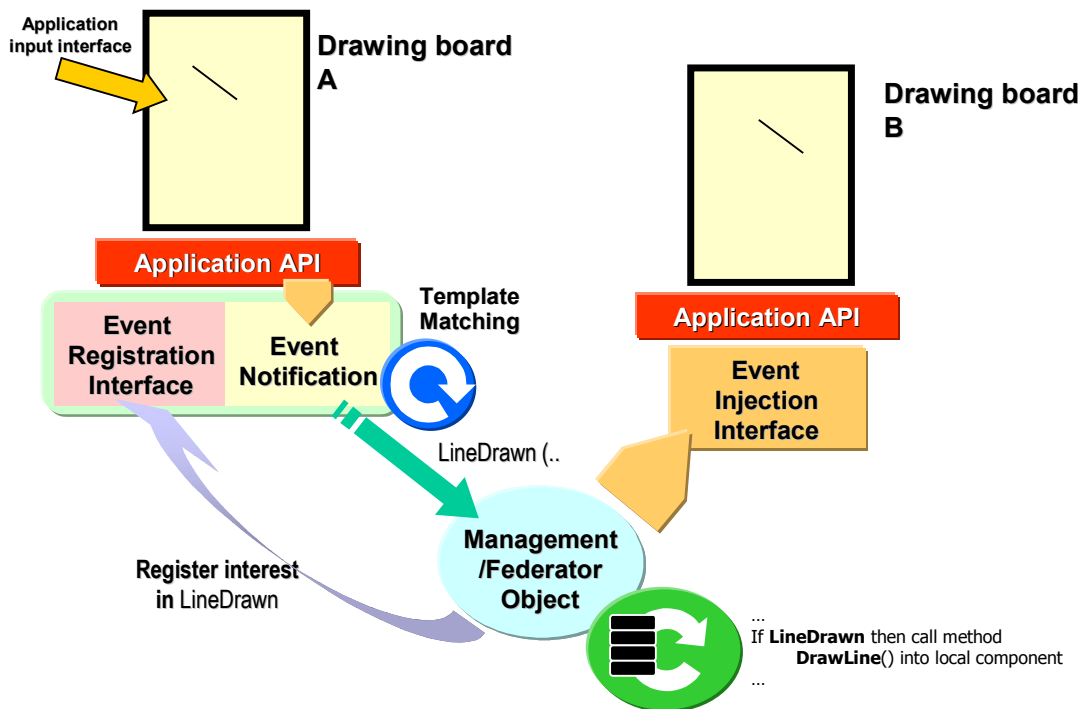 Application
input interface
Drawing board
A
Drawing board
B
Application API
Event
Registration
Interface
Event
Notification
Template
Matching
Application API
Event
Injection
Interface
LineDrawn (..
Management
/Federator
Object
Register interest
in LineDrawn
...
If LineDrawn then call method
DrawLine() into local component
...